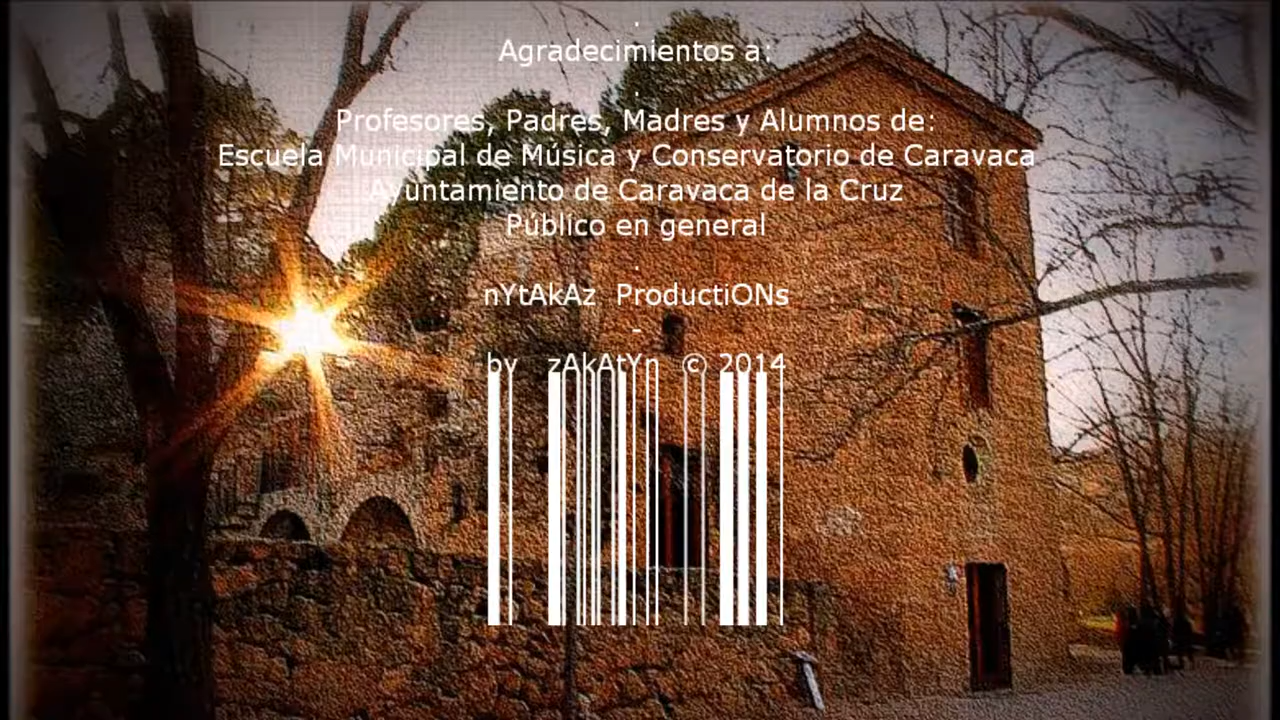 Agradecimientos a:
Profesores, Padres, Madres y Alumnos de:
Escuela Municipal de Música y Conservatorio de Caravaca
Ayuntamiento de Caravaca de la Cruz
Público en general
nYtAkAz ProductiONs
-
by zAkAtYn © 2014